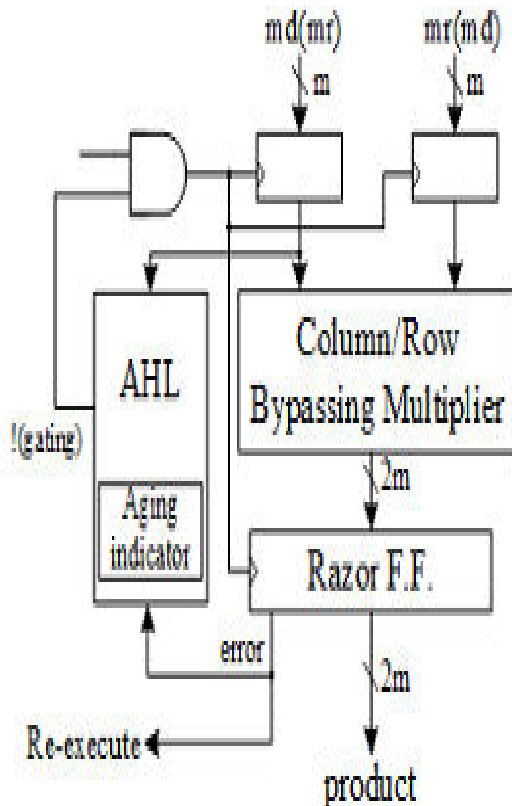 md(mr)
mr(md)
m
m
AHL
Column/Row
Bypassing Multiplier
!(gating)
2m
Aging
indicator
Razor F.F.
error
2m
Re-execute
product